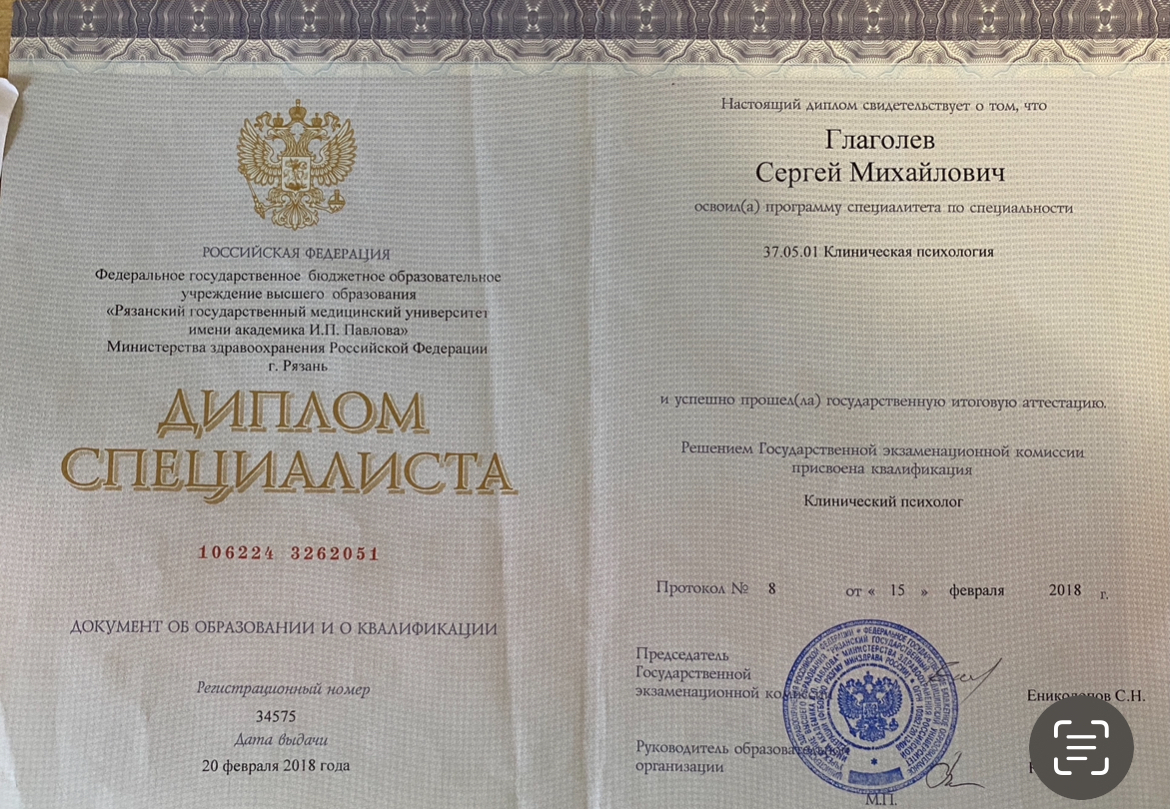 РОССИЙСКАЯ ФЕДЕРАЦИЯ
Федеральное государственное бюджетное образовательное
учреждение высшего образования
«Рязанский государственный медицинский университет
имени академика И.П. Павлова»
Министерства здравоохранения Российской Федерации
г. Рязань
ДИПЛОМ
СПЕЦИАЛИСТА
106224 3262051
ДОКУМЕНТ ОБ ОБРАЗОВАНИИ И О КВАЛИФИКАЦИИ
Регистрационный номер
34575
Дата выдачи
20 февраля 2018 года
Настоящий диплом свидетельствует о том, что
Глаголев
Сергей Михайлович
освоил(а) программу специалитета по специальности
37.05.01 Клиническая психология
и успешно прошел(ла) государственную итоговую аттестацию.
Решением Государственной экзаменационной комиссии
присвоена квалификация
Клинический психолог
Протокол № 8 от « 15 » февраля 2018 г.
Председатель
Государственной
экзаменационной комиссии
Ениколопов С.Н.
Руководитель образовательной
организации
М.П.